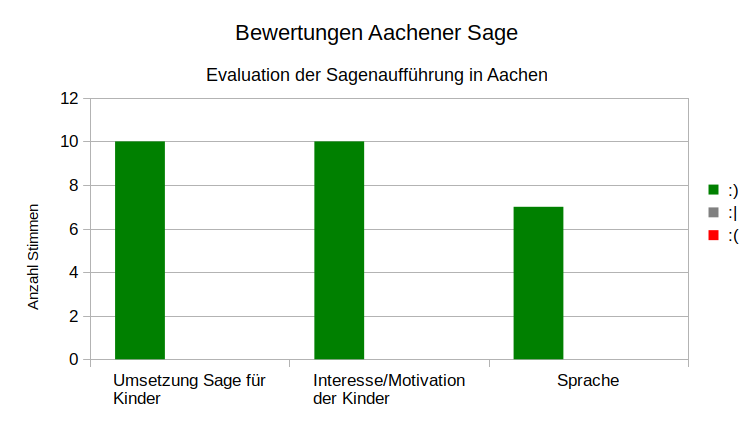 Bewertungen Aachener Sage
Evaluation der Sagenaufführung in Aachen
Anzahl Stimmen
12
10
8
6
4
2
0
Umsetzung Sage für
Kinder
Interesse/Motivation
der Kinder
Sprache
:)
:|
:(